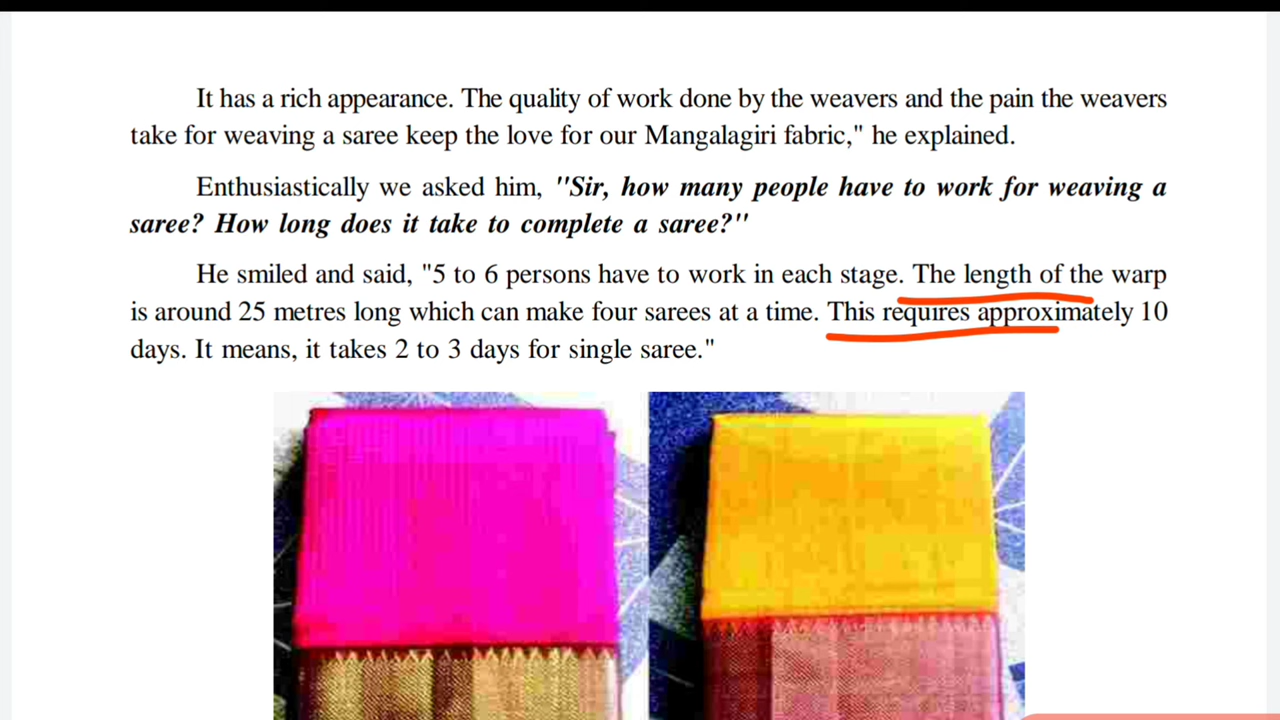 It has a rich appearance. The quality of work done by the weavers and the pain the weavers
take for weaving a saree keep the love for our Mangalagiri fabric," he explained.
Enthusiastically we asked him, "Sir, how many people have to work for weaving a
saree? How long does it take to complete a saree?"
He smiled and said, "5 to 6 persons have to work in each stage. The length of the warp
is around 25 metres long which can make four sarees at a time. This requires approximately 10
days. It means, it takes 2 to 3 days for single saree."